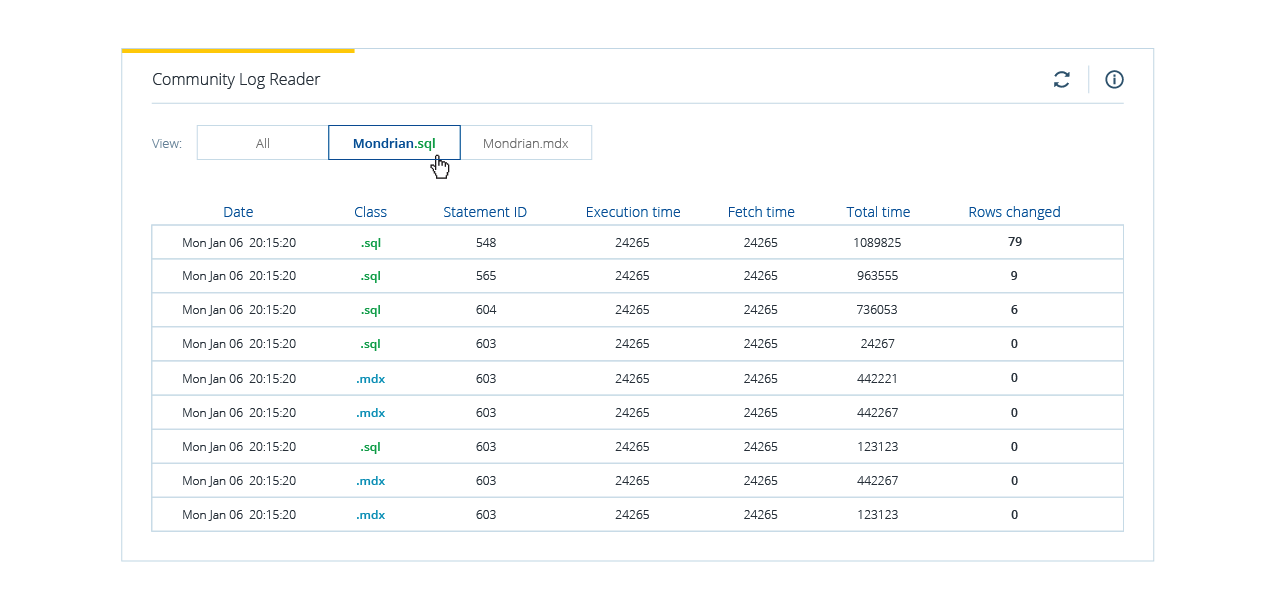 Community Log Reader
View: All Mondrian.sql Mondrian.mdx
Date Class Statement ID Execution time Fetch time Total time Rows changed
Mon Jan 06 20:15:20 .sql 548 24265 24265 1089825 79
Mon Jan 06 20:15:20 .sql 565 24265 24265 963555 9
Mon Jan 06 20:15:20 .sql 604 24265 24265 736053 6
Mon Jan 06 20:15:20 .sql 603 24265 24265 24267 0
Mon Jan 06 20:15:20 .mdx 603 24265 24265 442221 0
Mon Jan 06 20:15:20 .mdx 603 24265 24265 442267 0
Mon Jan 06 20:15:20 .sql 603 24265 24265 123123 0
Mon Jan 06 20:15:20 .mdx 603 24265 24265 442267 0
Mon Jan 06 20:15:20 .mdx 603 24265 24265 123123 0